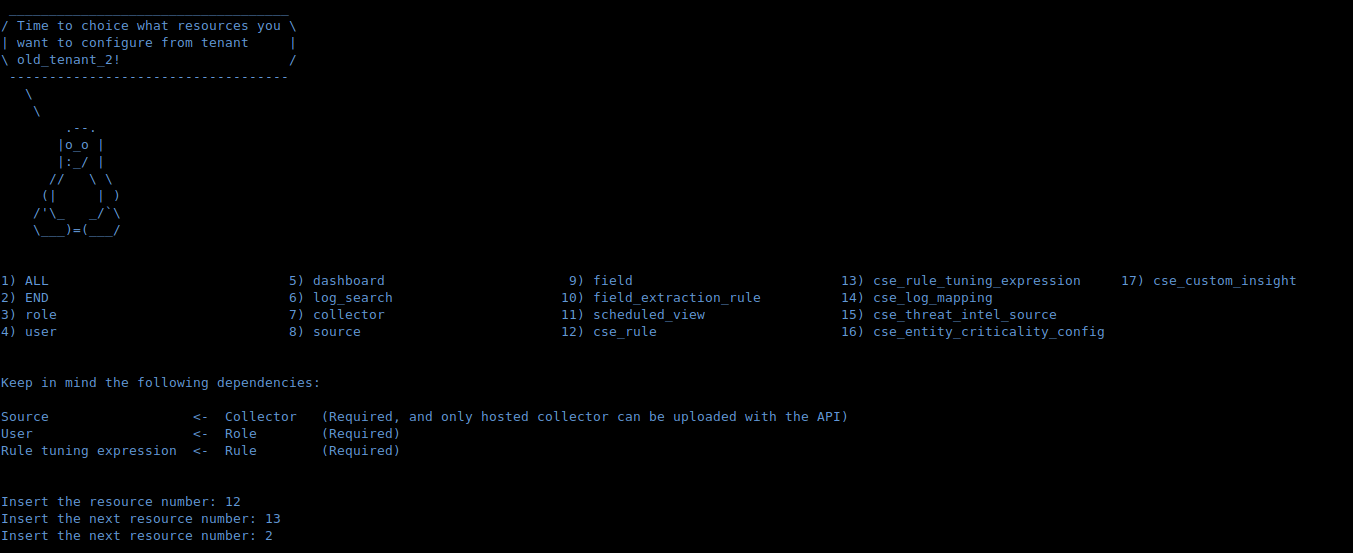 ___________________________________
/ Time to choice what resources you \
| want to configure from tenant     |
\ old_tenant_2!                     /
 -----------------------------------
   \
    \
        .--.
       |o_o |
       |:_/ |
      //   \ \
     (|     | )
    /'\_   _/`\
    \___)=(___/
1) ALL                              5) dashboard                       9) field                          13) cse_rule_tuning_expression     17) cse_custom_insight
2) END                              6) log_search                     10) field_extraction_rule          14) cse_log_mapping
3) role                             7) collector                      11) scheduled_view                 15) cse_threat_intel_source
4) user                             8) source                         12) cse_rule                       16) cse_entity_criticality_config
Keep in mind the following dependencies:
Source                  <-  Collector   (Required, and only hosted collector can be uploaded with the API)
User                    <-  Role        (Required)
Rule tuning expression  <-  Rule        (Required)
Insert the resource number: 12
Insert the next resource number: 13
Insert the next resource number: 2